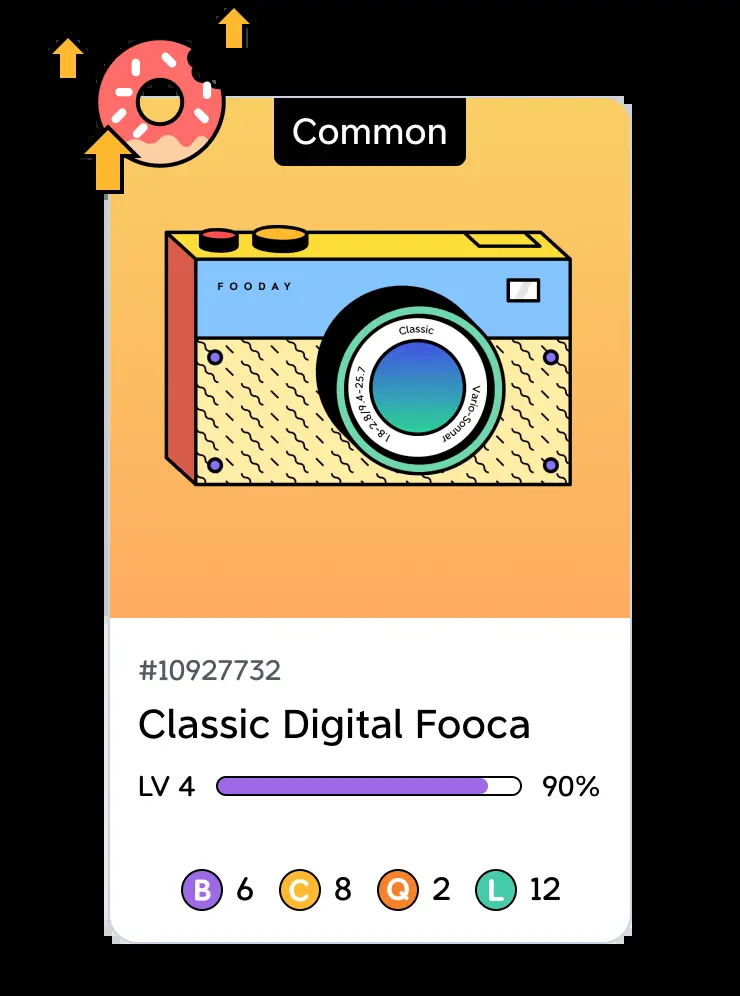 Common
FOODAY
Classic
1.8-2.8/9.4-25.7
Vario-Sonnar
#10927732
Classic Digital Fooca
LV 4 90%
B 6 C 8 Q 2 L 12